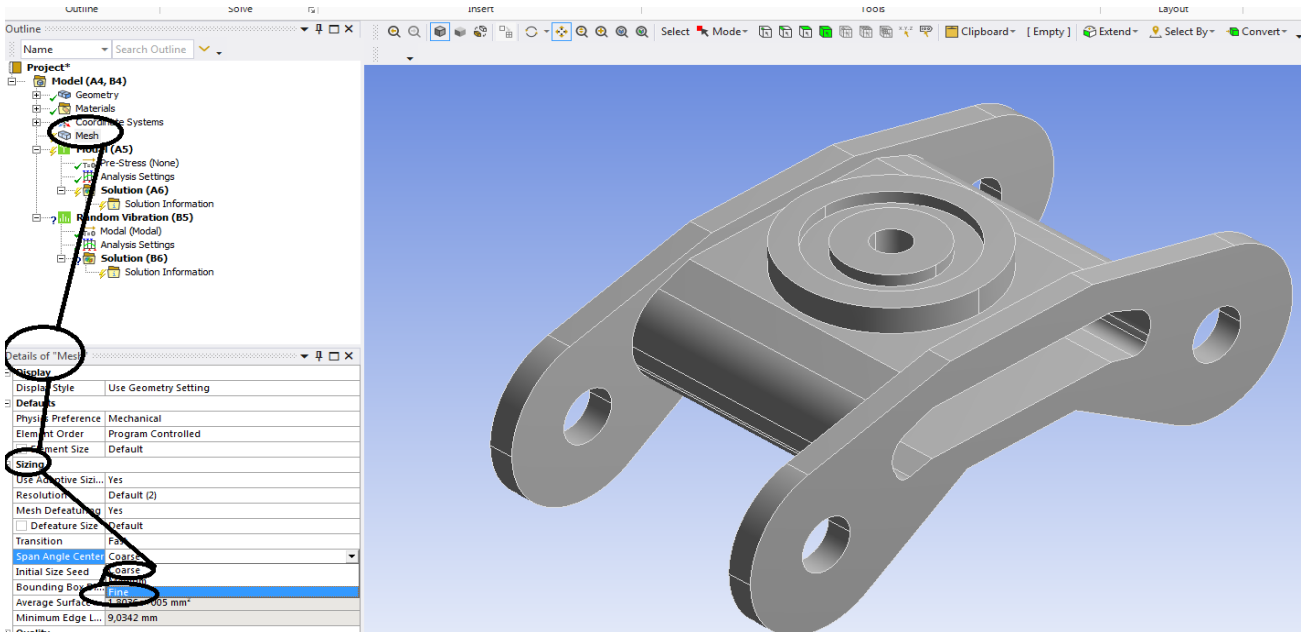 Outline Solve Insert Tools Layout
Outline
Name Search Outline
Select Mode Clipboard [ Empty ] Extend Select By Convert
Project*
Model (A4, B4)
Geometry
Materials
Coordinate Systems
Mesh
(A5)
Pre-Stress (None)
Analysis Settings
Solution (A6)
Solution Information
Random Vibration (B5)
Modal (Modal)
Analysis Settings
Solution (B6)
Solution Information
Details of "Mesh"
Display
Display Style Use Geometry Setting
Defaults
Physics Preference Mechanical
Element Order Program Controlled
Element Size Default
Sizing
Use Adaptive Sizi... Yes
Resolution Default (2)
Mesh Defeaturing Yes
Defeature Size Default
Transition Fast
Span Angle Center Coarse
Coarse
Initial Size Seed
Fine
Bounding Box
Average Surface
Minimum Edge L... 9,0342 mm
Quality